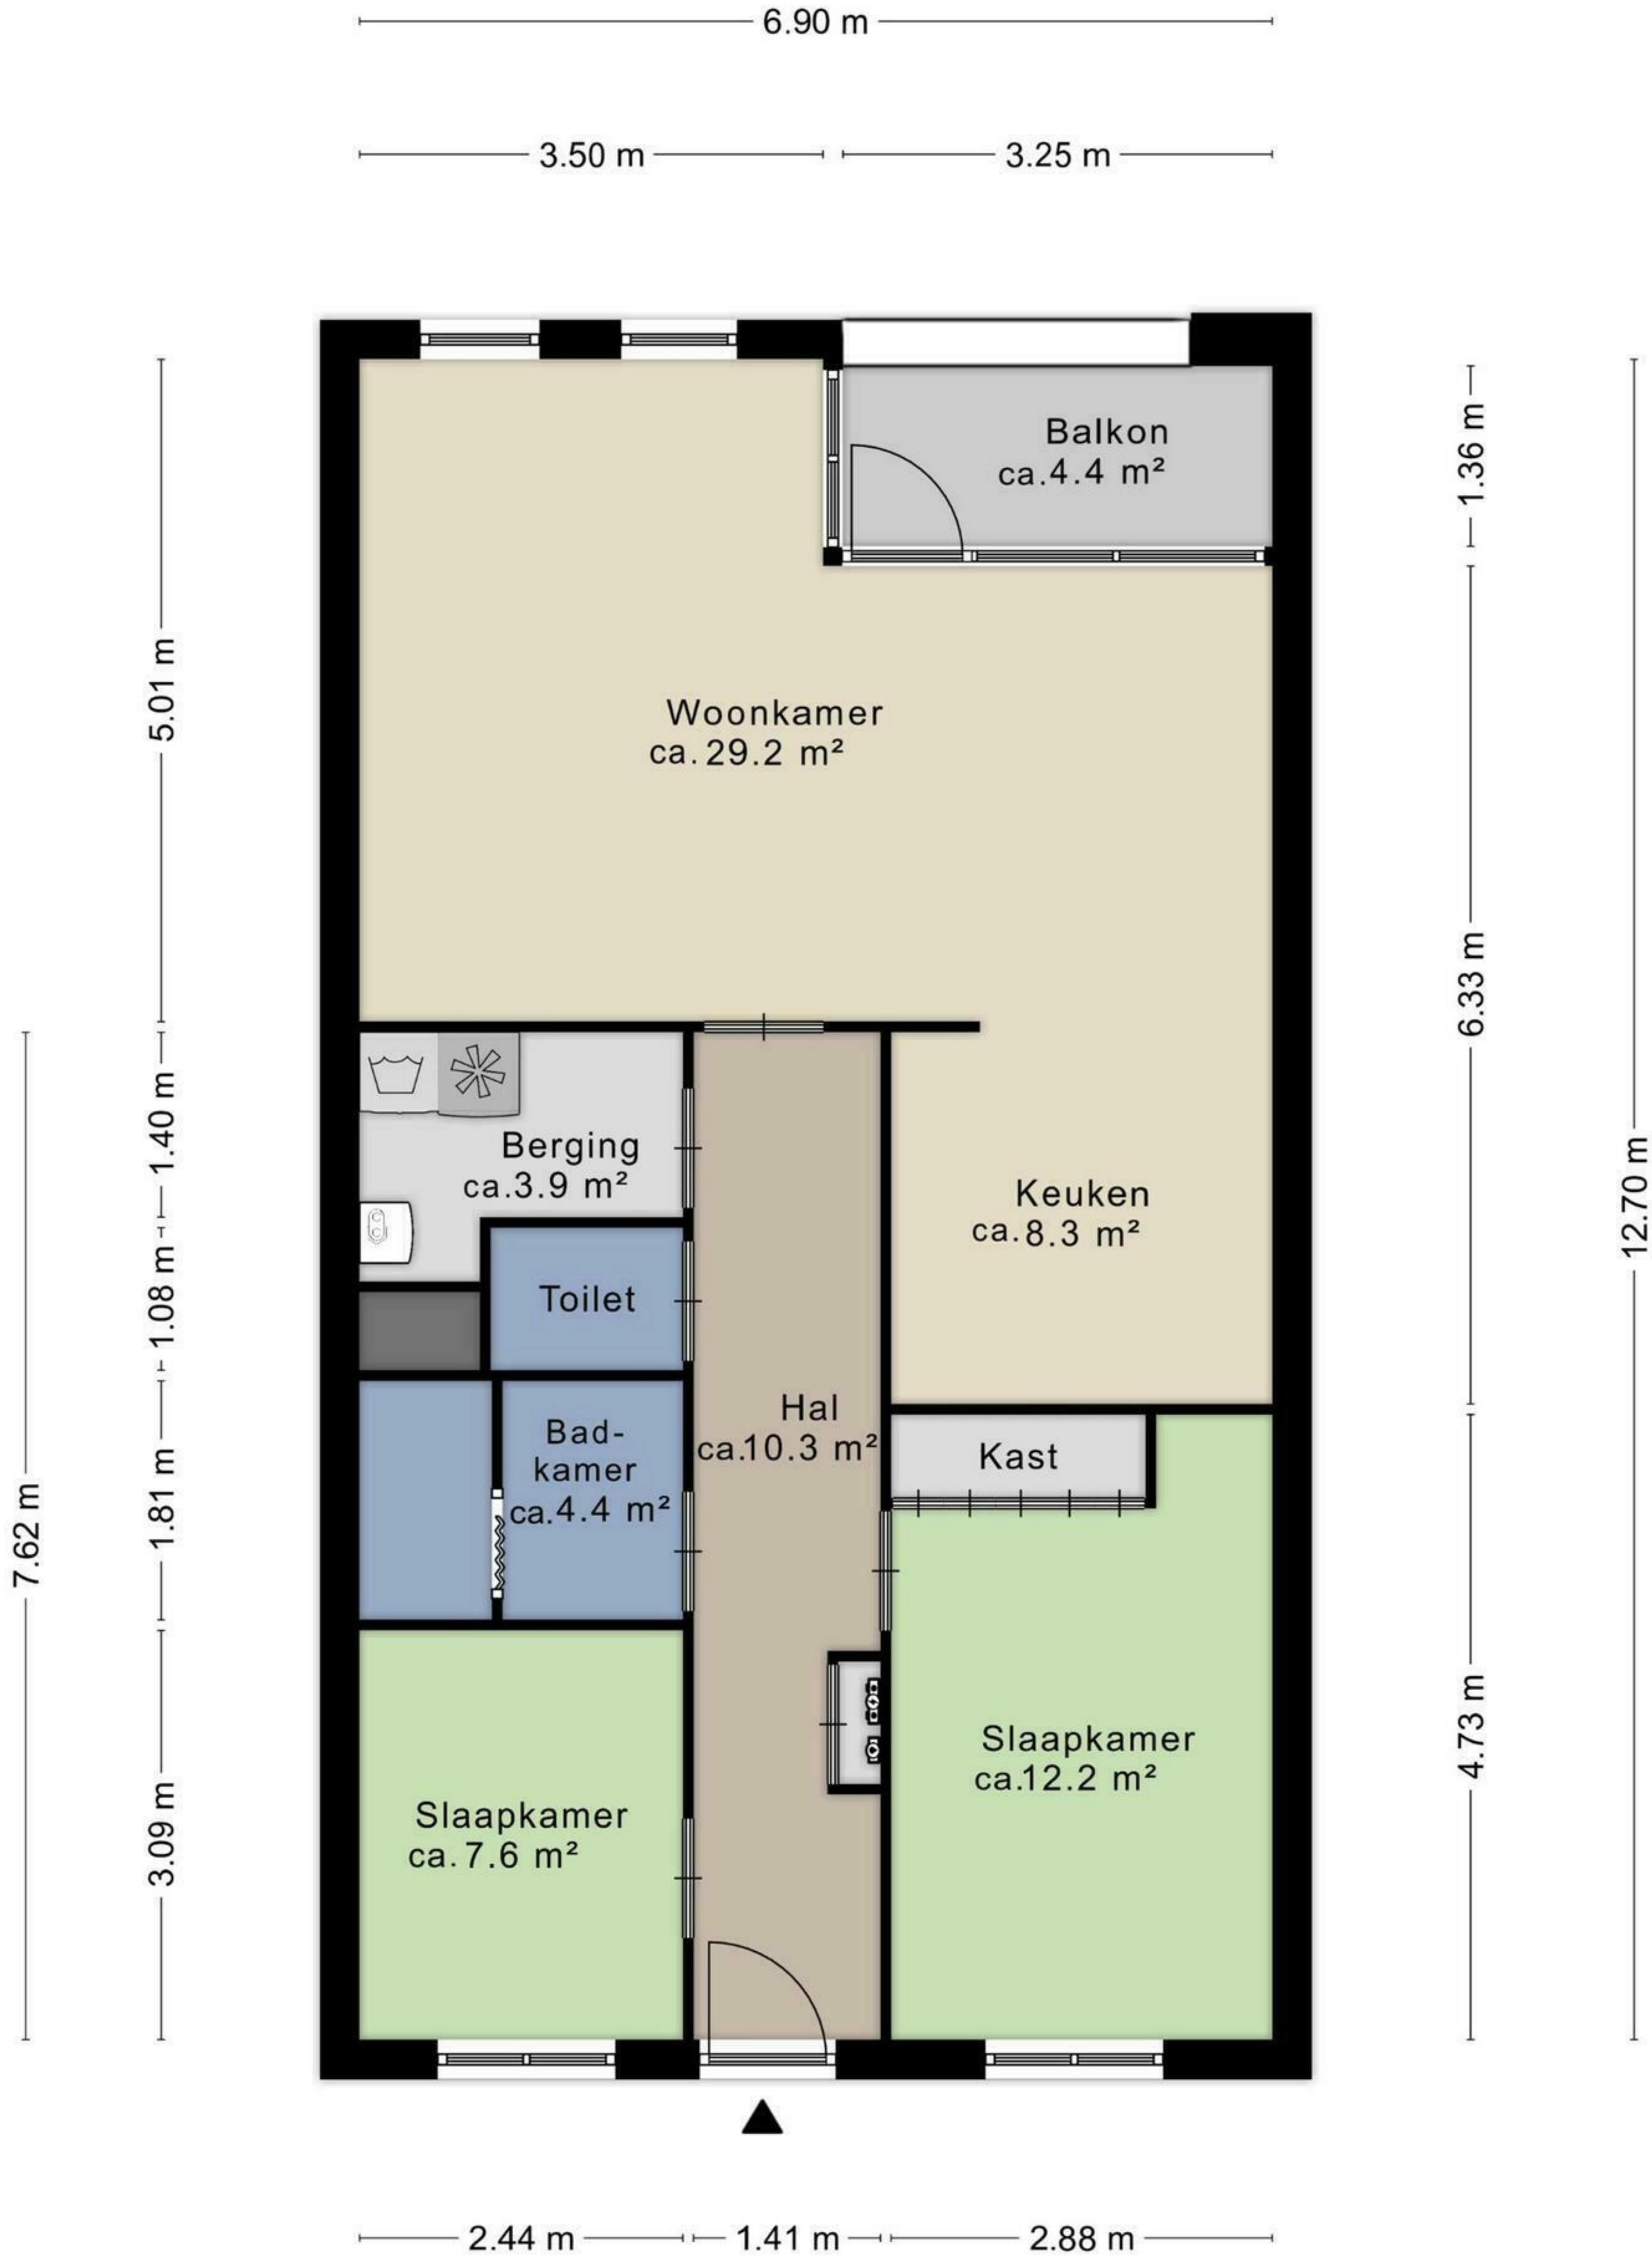 6.90 m
3.50 m
3.25 m
Balkon
ca.4.4 m²
1.36 m
5.01 m
Woonkamer
ca.29.2 m²
6.33 m
12.70 m
1.40 m
Berging
ca.3.9 m²
Keuken
ca.8.3 m²
1.08 m
Toilet
Hal
ca.10.3 m²
Kast
Bad-
kamer
ca.4.4 m²
1.81 m
7.62 m
4.73 m
Slaapkamer
ca.12.2 m²
Slaapkamer
ca.7.6 m²
3.09 m
2.44 m
1.41 m
2.88 m